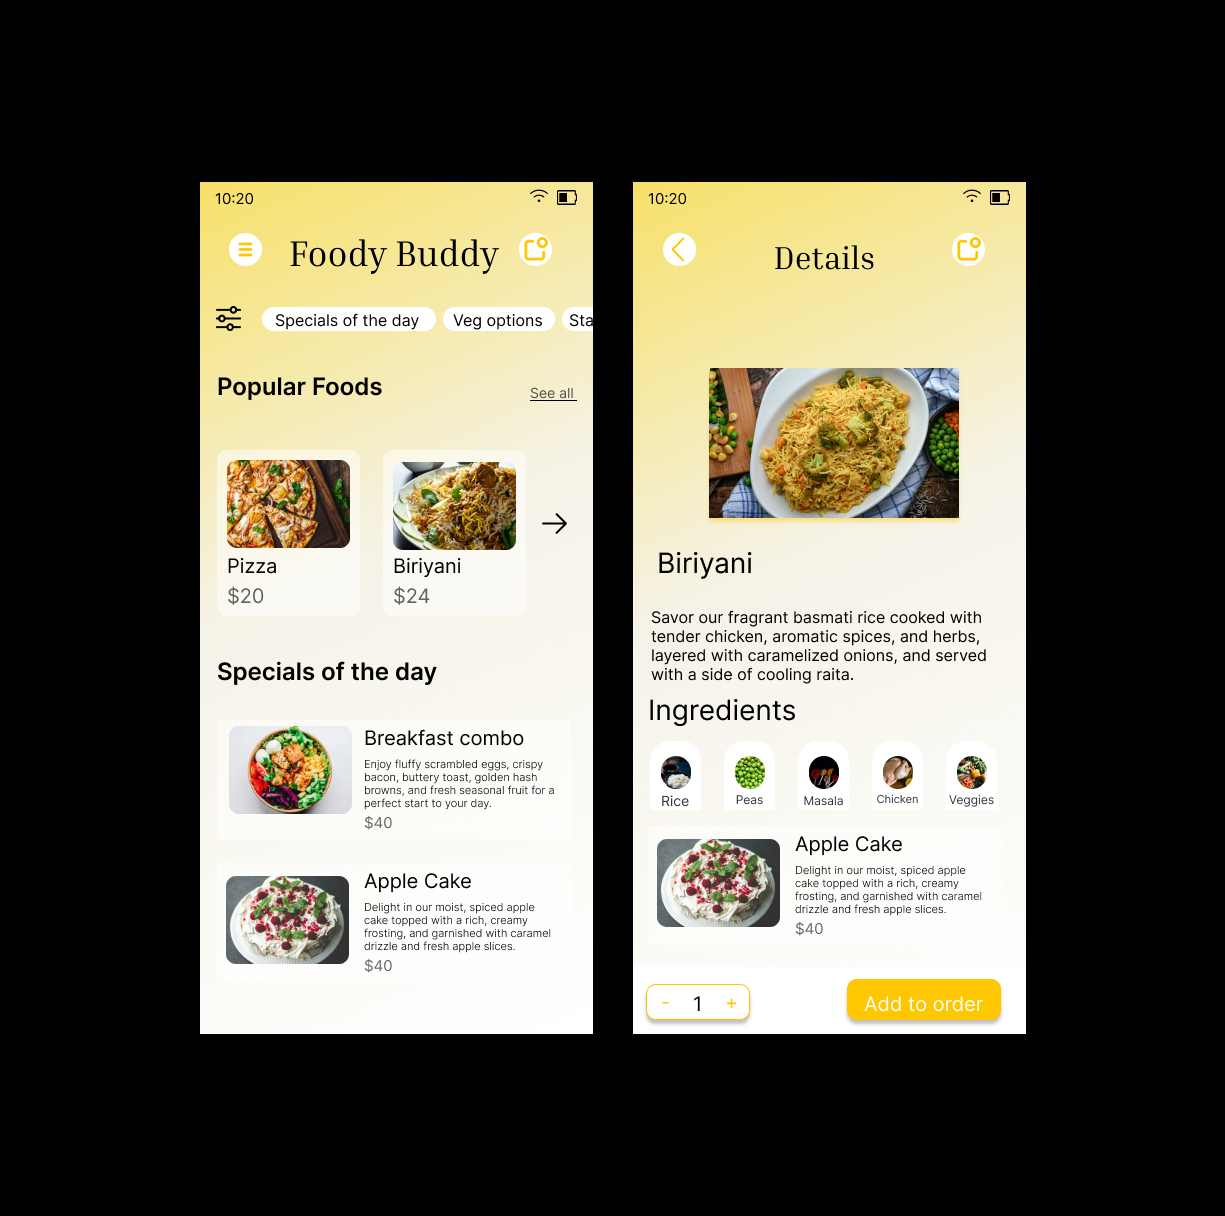 10:20
Foody Buddy
Specials of the day
Veg options
Sta
Popular Foods
See all
Pizza
$20
Biriyani
$24
Specials of the day
Breakfast combo
Enjoy fluffy scrambled eggs, crispy
bacon, buttery toast, golden hash
browns, and fresh seasonal fruit for a
perfect start to your day.
$40
Apple Cake
Delight in our moist, spiced apple
cake topped with a rich, creamy
frosting, and garnished with caramel
drizzle and fresh apple slices.
$40
10:20
Details
Biriyani
Savor our fragrant basmati rice cooked with
tender chicken, aromatic spices, and herbs,
layered with caramelized onions, and served
with a side of cooling raita.
Ingredients
Rice
Peas
Masala
Chicken
Veggies
Apple Cake
Delight in our moist, spiced apple
cake topped with a rich, creamy
frosting, and garnished with caramel
drizzle and fresh apple slices.
$40
- 1 +
Add to order